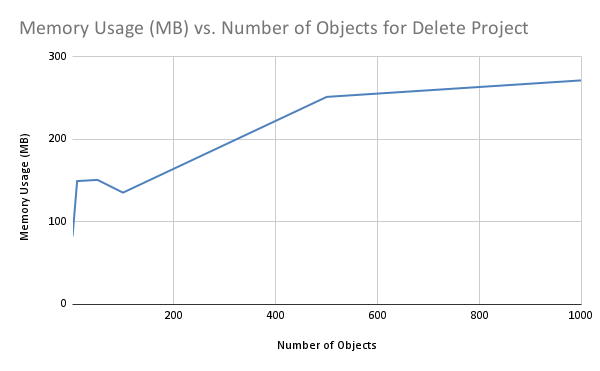 Memory Usage (MB) vs. Number of Objects for Delete Project
300
200
100
0
Memory Usage (MB)
200 400 600 800 1000
Number of Objects